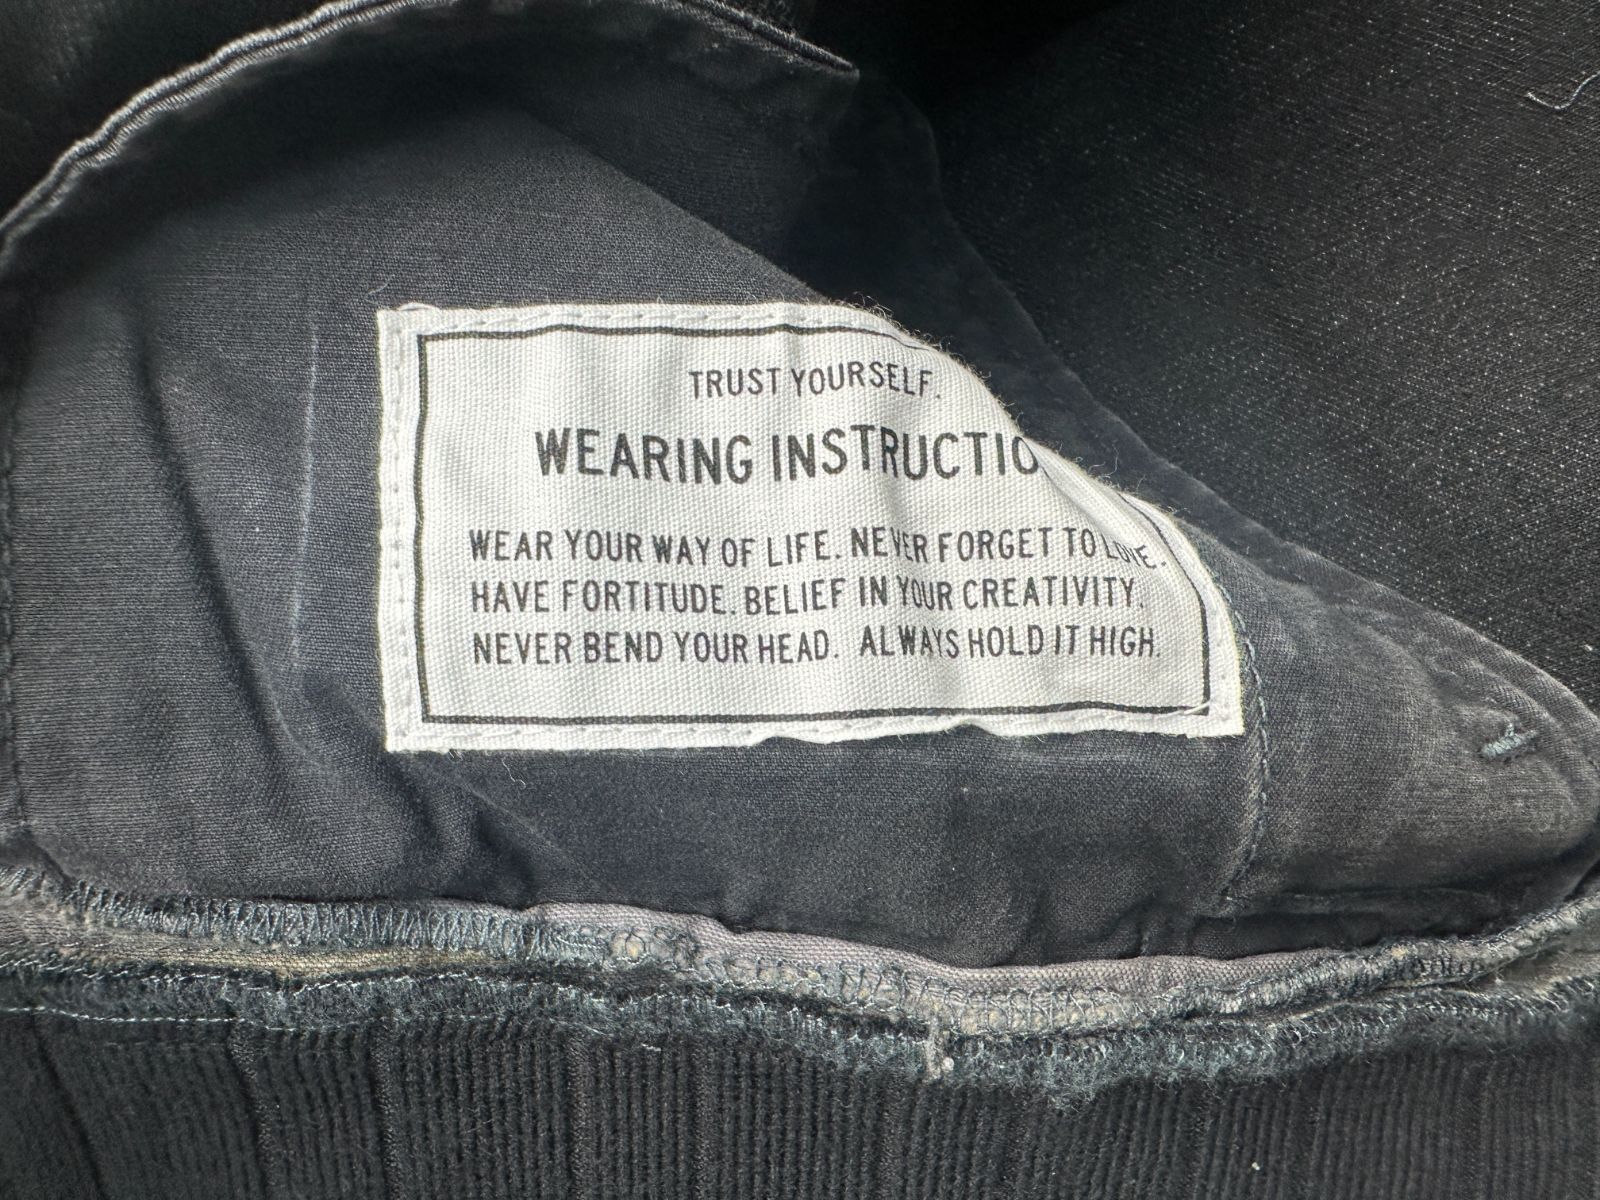 TRUST YOURSELF.
WEARING INSTRUCTIO
WEAR YOUR WAY OF LIFE. NEVER FORGET TO LOVE.
HAVE FORTITUDE. BELIEF IN YOUR CREATIVITY.
NEVER BEND YOUR HEAD. ALWAYS HOLD IT HIGH.